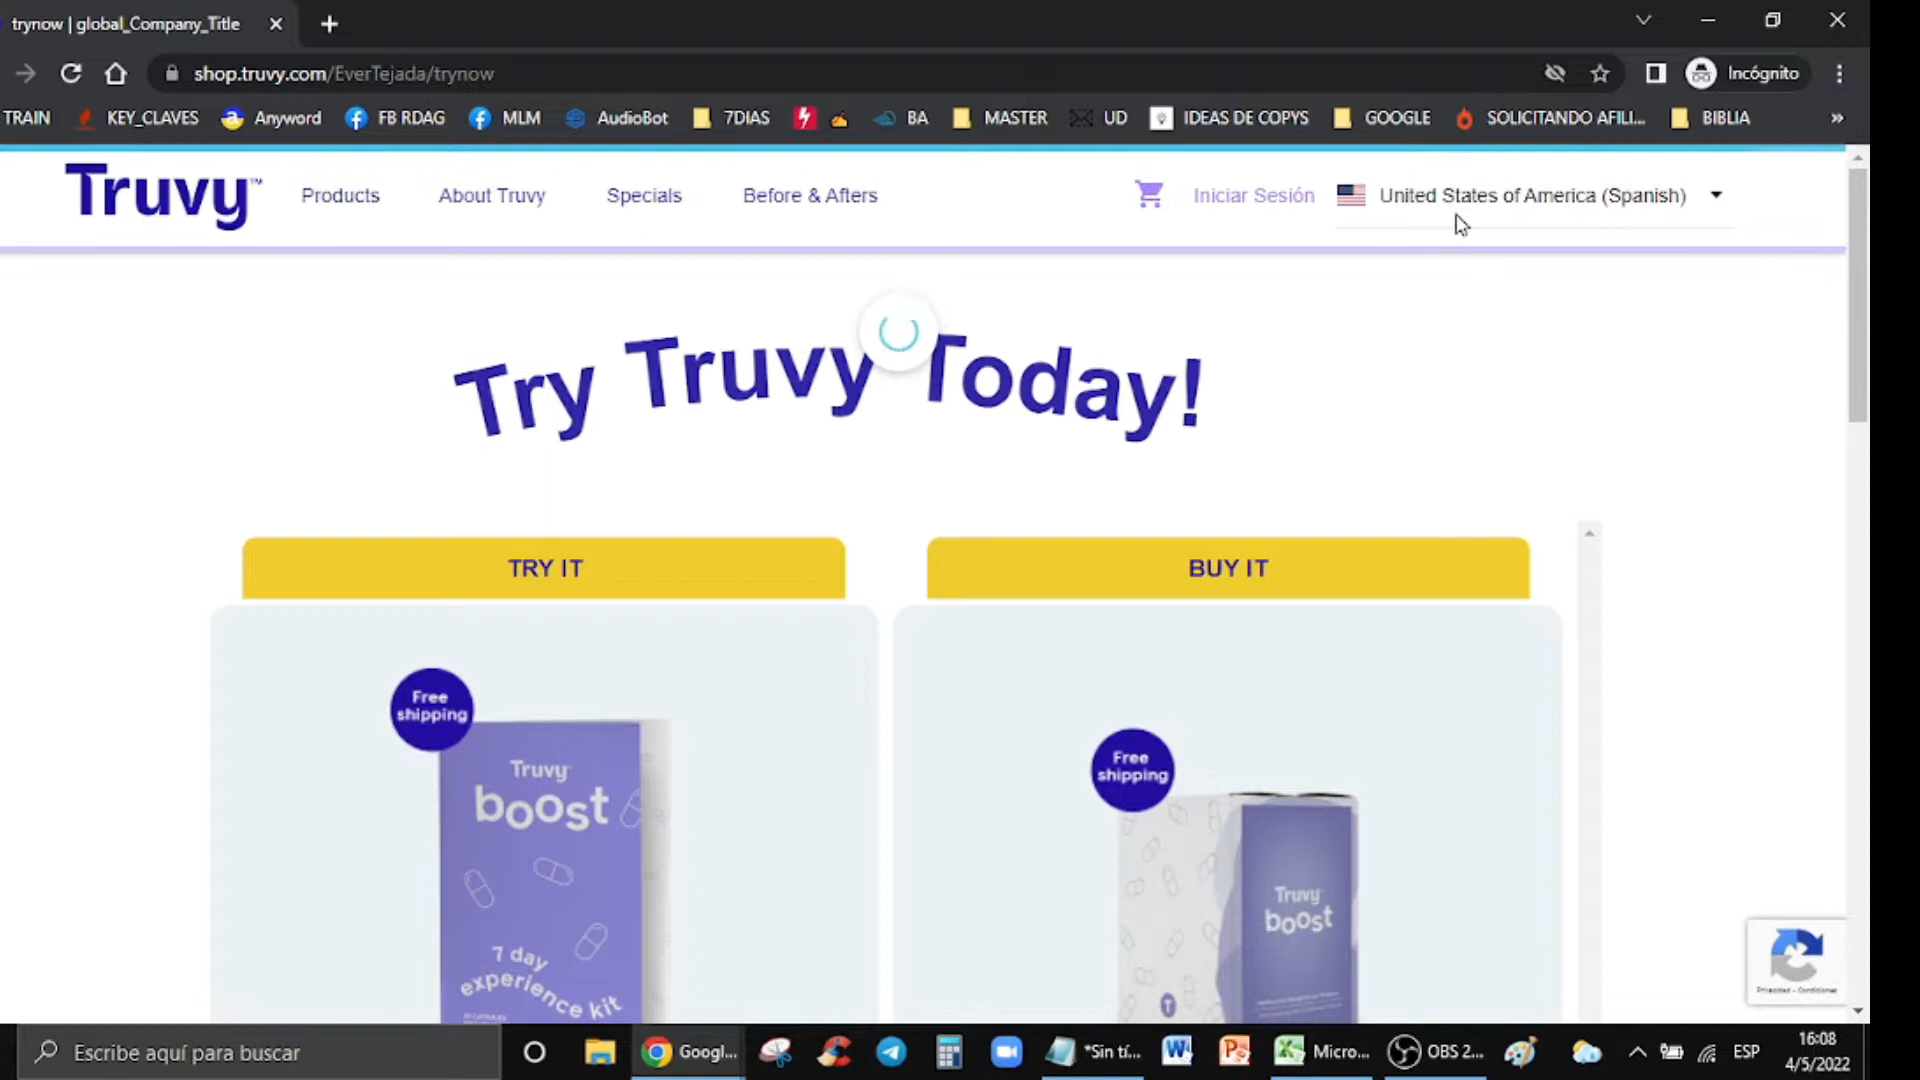 trynow | global_Company_Title
shop.truvy.com/EverTejada/trynow
Incógnito
TRAIN KEY_CLAVES Anyword FB RDAG MLM AudioBot 7DIAS BA MASTER UD IDEAS DE COPYS GOOGLE SOLICITANDO AFILI... BIBLIA »
Truvy™ Products About Truvy Specials Before & Afters Iniciar Sesión United States of America (Spanish)
Try Truvy Today!
TRY IT
BUY IT
Free
shipping
Truvy
boost
7 day
experience kit
Free
shipping
Truvy
boost
Privacidad - Condiciones
Escribe aquí para buscar
Googl...
*Sin tí...
Micro...
OBS 2...
ESP
16:08
4/5/2022